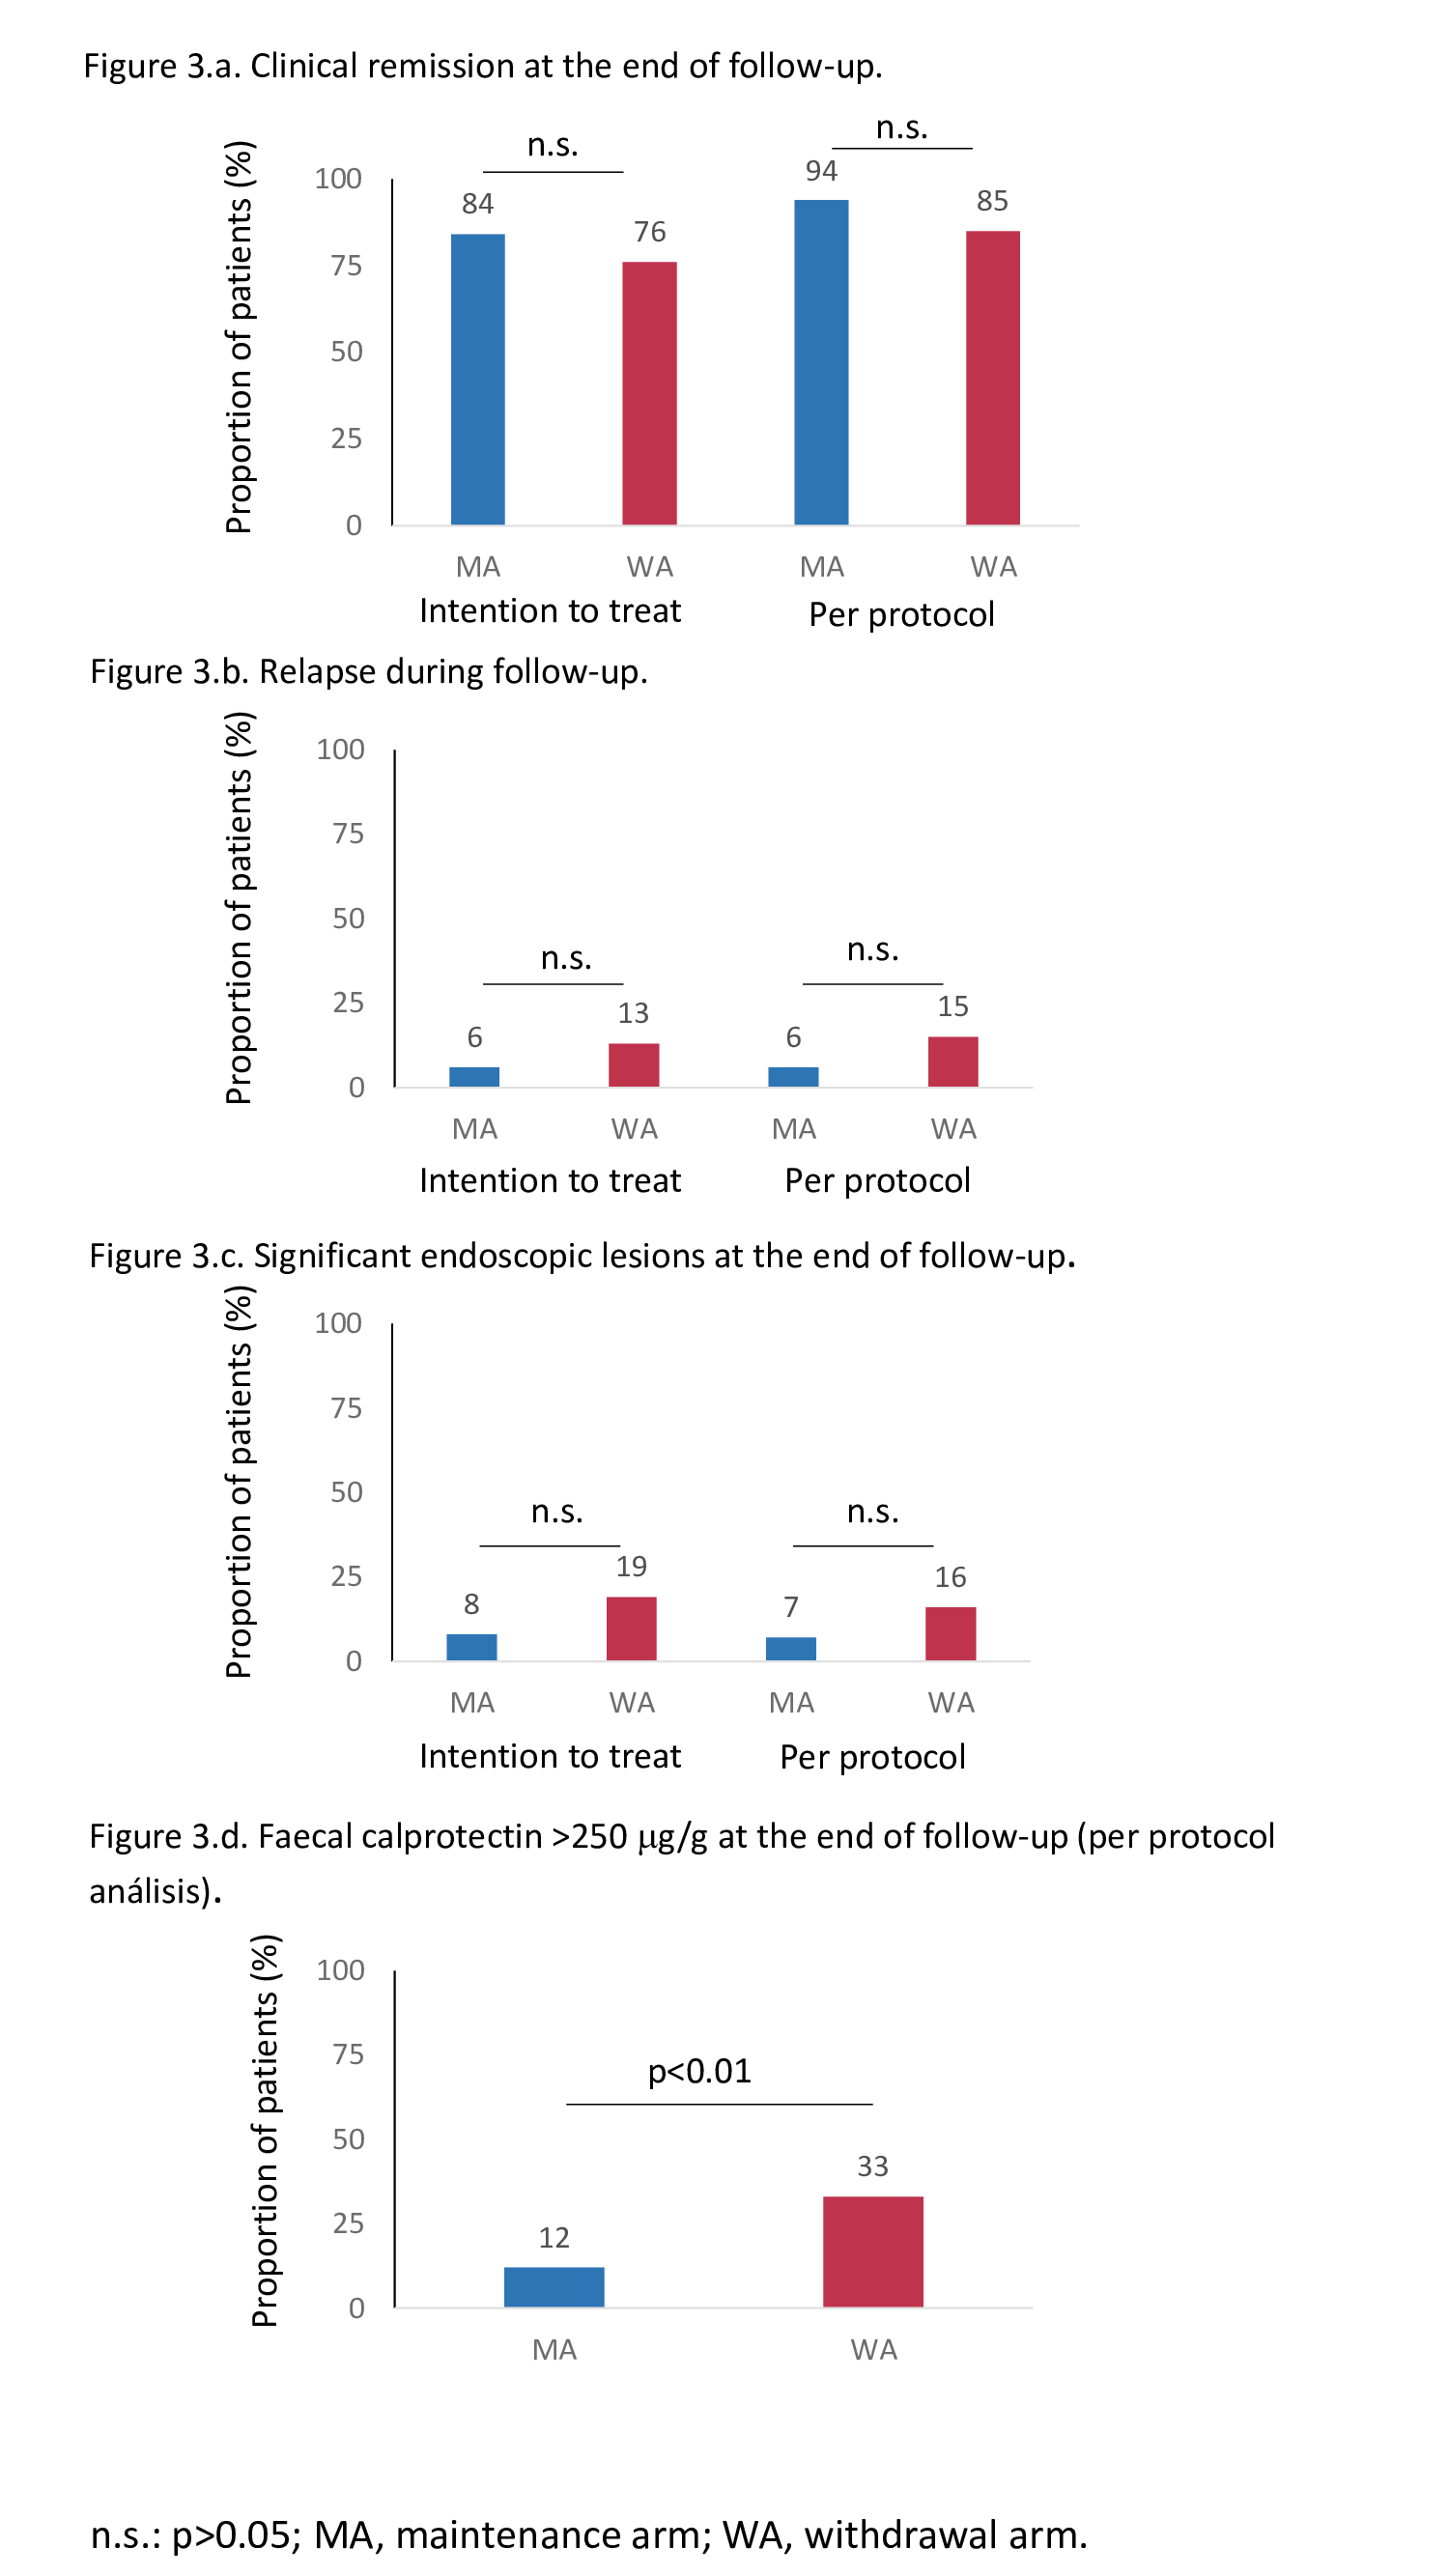 Figure 3.a. Clinical remission at the end of follow-up.
Proportion of patients (%)
100
75
50
25
0
n.s.
n.s.
84
76
94
85
MA
WA
MA
WA
Intention to treat
Per protocol
Figure 3.b. Relapse during follow-up.
Proportion of patients (%)
100
75
50
25
0
n.s.
n.s.
6
13
6
15
MA
WA
MA
WA
Intention to treat
Per protocol
Figure 3.c. Significant endoscopic lesions at the end of follow-up.
Proportion of patients (%)
100
75
50
25
0
n.s.
n.s.
8
19
7
16
MA
WA
MA
WA
Intention to treat
Per protocol
Figure 3.d. Faecal calprotectin >250 µg/g at the end of follow-up (per protocol
análisis).
Proportion of patients (%)
100
75
50
25
0
p<0.01
12
33
MA
WA
n.s.: p>0.05; MA, maintenance arm; WA, withdrawal arm.